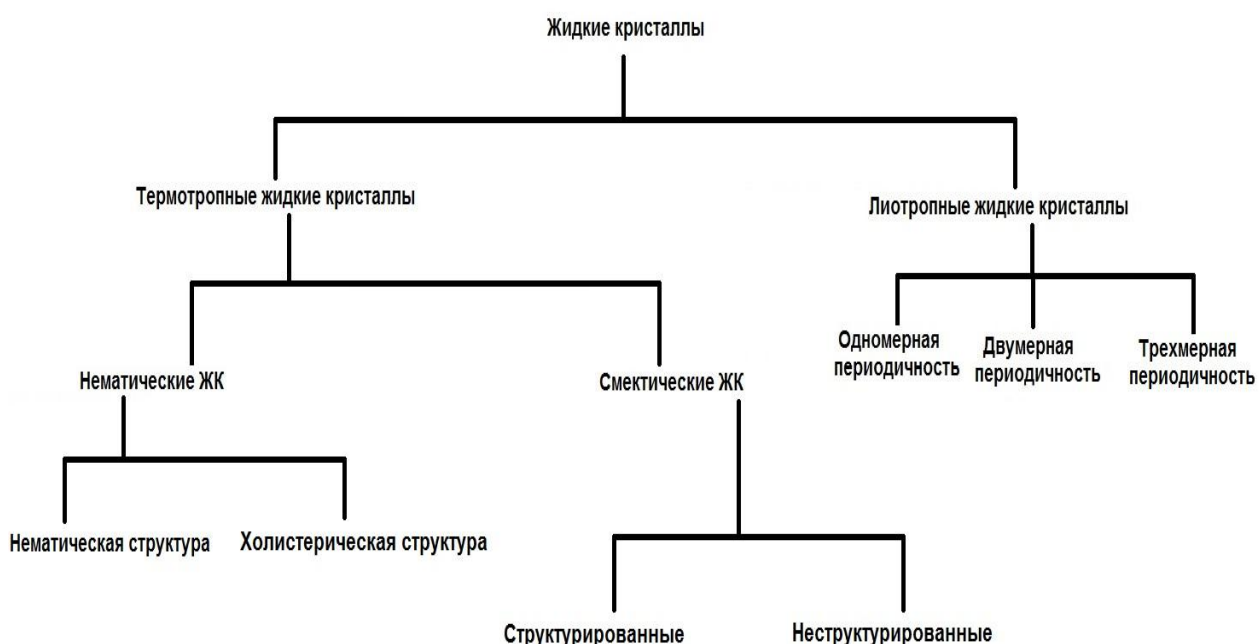 Жидкие кристаллы
Термотропные жидкие кристаллы
Лиотропные жидкие кристаллы
Одномерная
периодичность
Двумерная
периодичность
Трехмерная
периодичность
Нематические ЖК
Смектические ЖК
Нематическая структура
Холистерическая структура
Структурированные
Неструктурированные